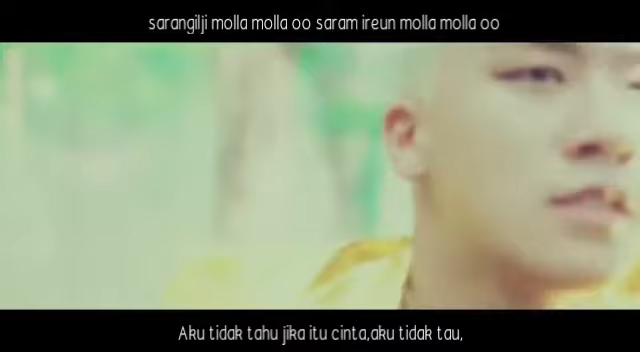 sarangilji molla molla oo saram ireun molla molla oo
Aku tidak tahu jika itu cinta,aku tidak tau,